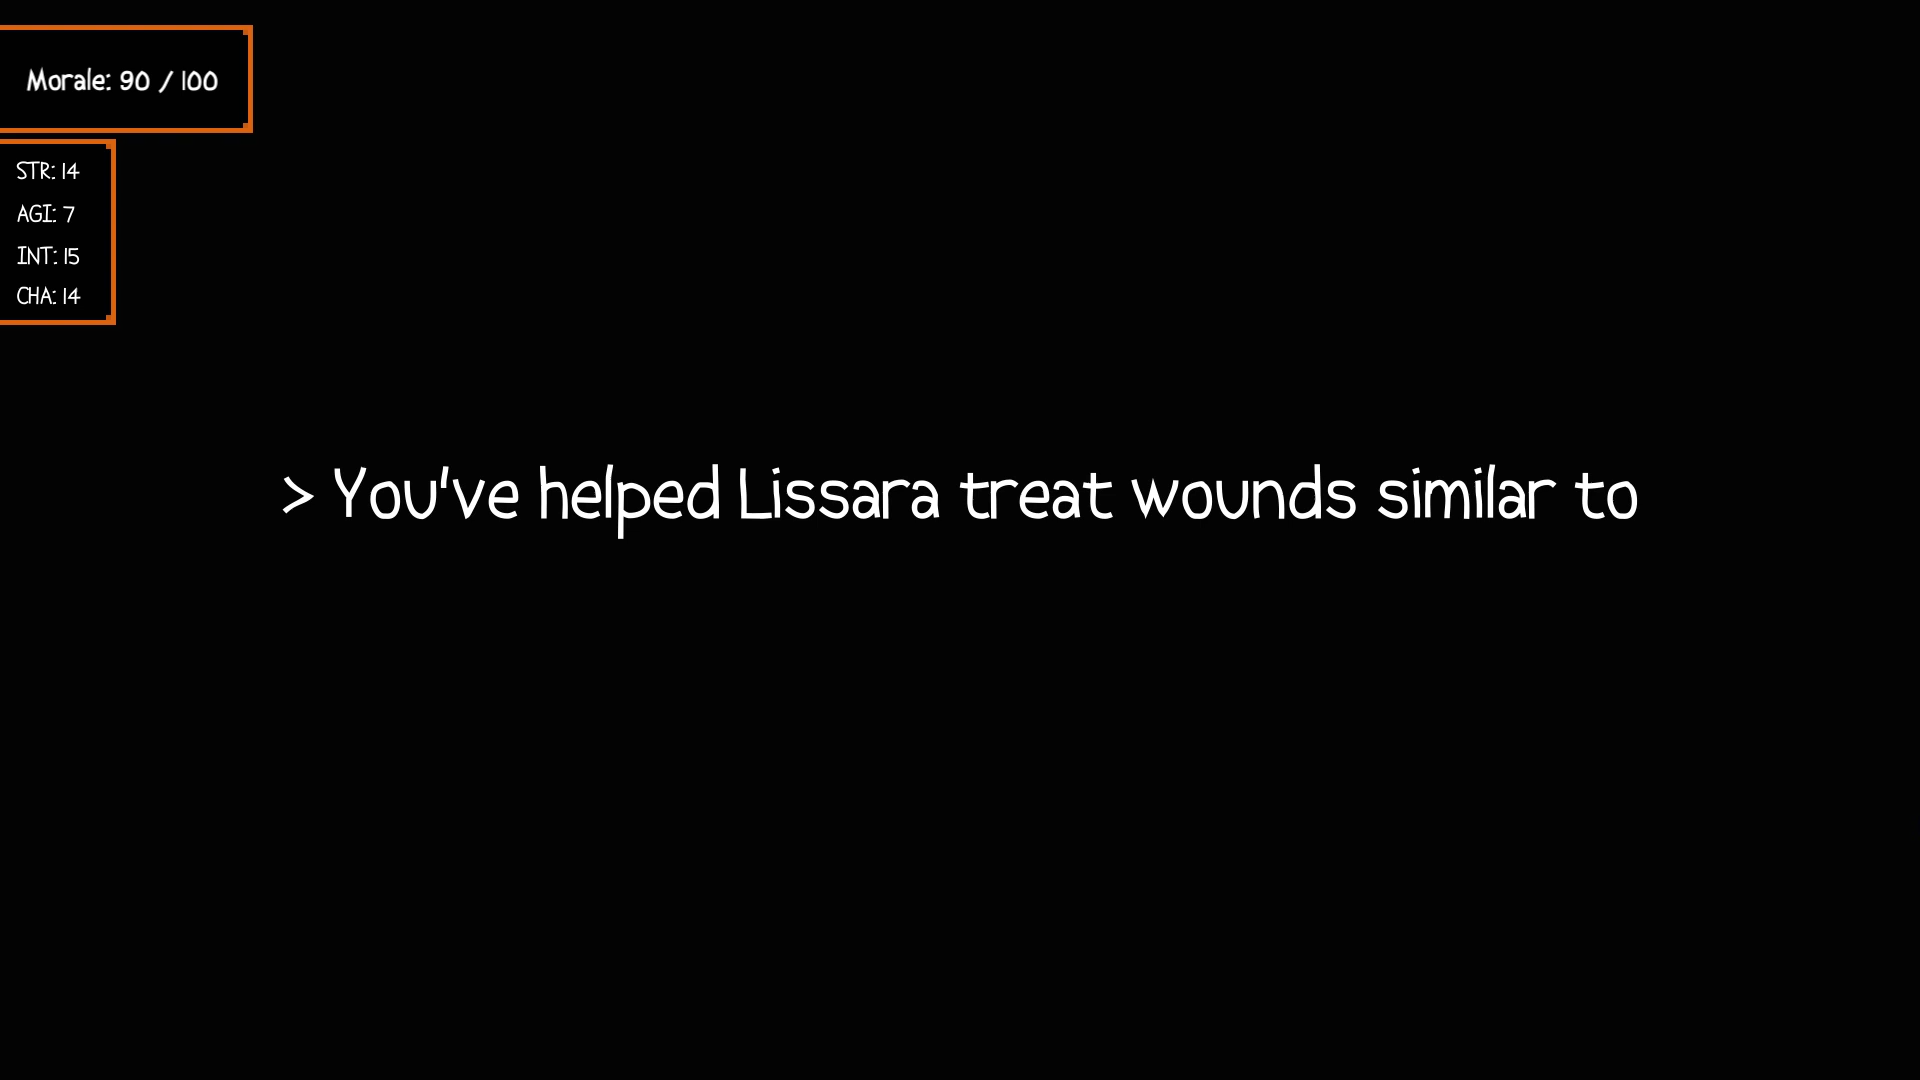 Morale: 90 / 100
STR: 14
AGI: 7
INT: 15
CHA: 14
> You've helped Lissara treat wounds similar to